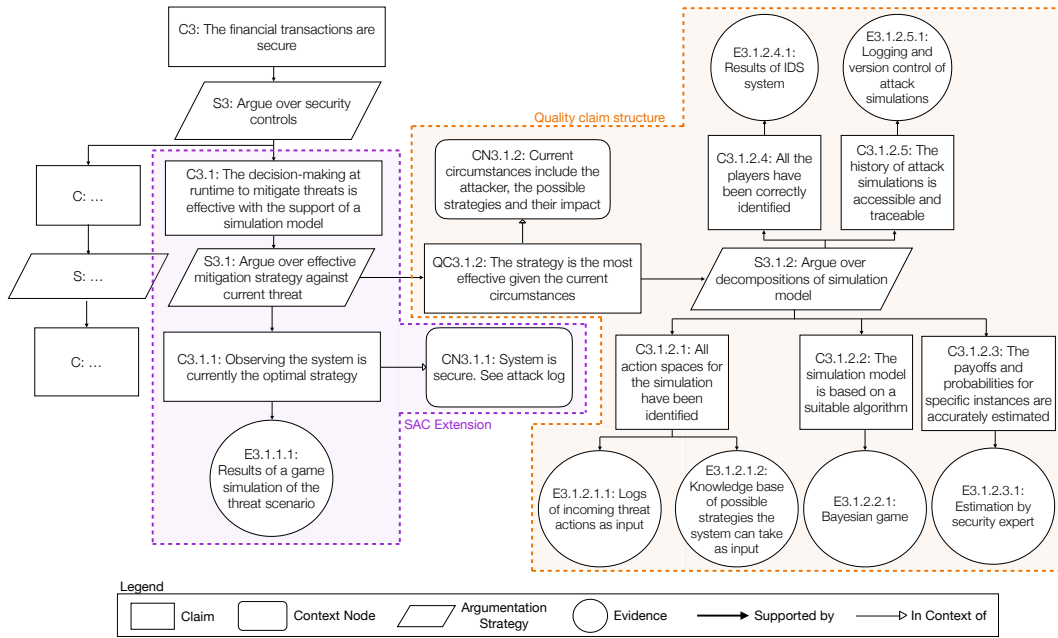 C3: The financial transactions are
secure
S3: Argue over security
controls
C: ...
S: ...
C: ...
C3.1: The decision-making at
runtime to mitigate threats is
effective with the support of a
simulation model
S3.1: Argue over effective
mitigation strategy against
current threat
C3.1.1: Observing the system is
currently the optimal strategy
E3.1.1.1:
Results of a game
simulation of the
threat scenario
SAC Extension
CN3.1.1: System is
secure. See attack log
Quality claim structure
CN3.1.2: Current
circumstances include the
attacker, the possible
strategies and their impact
QC3.1.2: The strategy is the most
effective given the current
circumstances
E3.1.2.4.1:
Results of IDS
system
E3.1.2.5.1:
Logging and
version control of
attack
simulations
C3.1.2.4: All the
players have
been correctly
identified
C3.1.2.5: The
history of attack
simulations is
accessible and
traceable
S3.1.2: Argue over
decompositions of simulation
model
C3.1.2.1: All
action spaces for
the simulation
have been
identified
C3.1.2.2: The
simulation model
is based on a
suitable algorithm
C3.1.2.3: The
payoffs and
probabilities for
specific instances are
accurately estimated
E3.1.2.1.1: Logs
of incoming threat
actions as input
E3.1.2.1.2:
Knowledge base
of possible
strategies the
system can take
as input
E3.1.2.2.1:
Bayesian game
E3.1.2.3.1:
Estimation by
security expert
Legend
Claim
Context Node
Argumentation
Strategy
Evidence
Supported by
In Context of